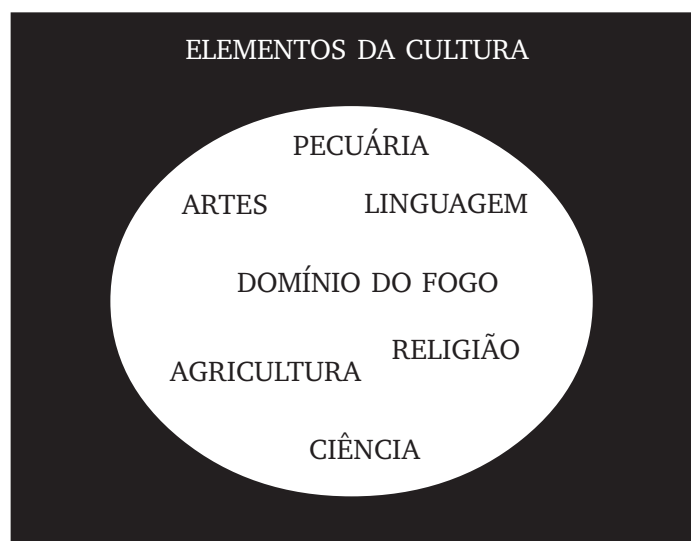 ELEMENTOS DA CULTURA
PECUÁRIA
ARTES
LINGUAGEM
DOMÍNIO DO FOGO
RELIGIÃO
AGRICULTURA
CIÊNCIA